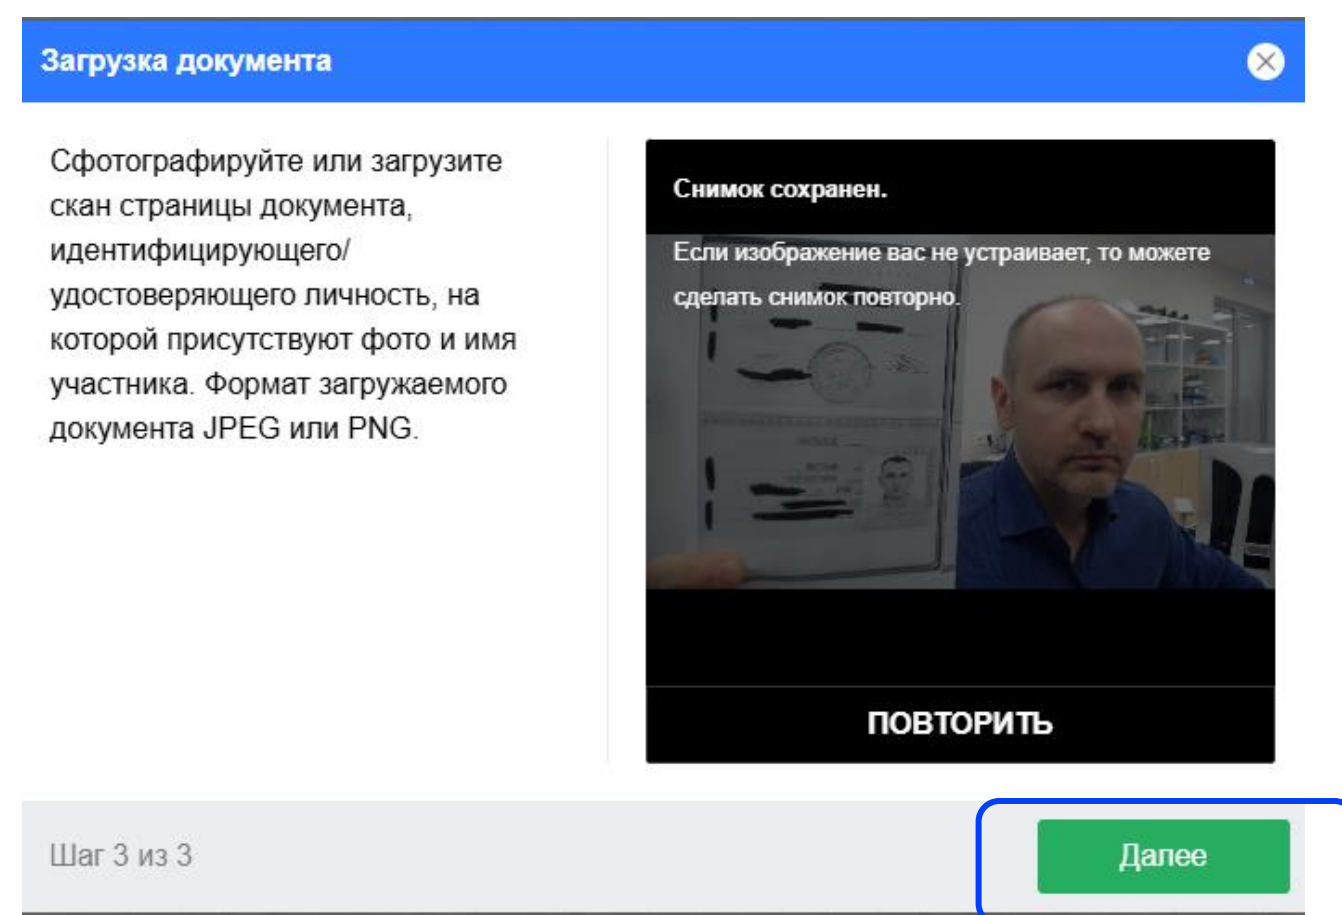 Загрузка документа
Сфотографируйте или загрузите
скан страницы документа,
идентифицирующего/
удостоверяющего личность, на
которой присутствуют фото и имя
участника. Формат загружаемого
документа JPEG или PNG.
Снимок сохранен.
Если изображение вас не устраивает, то можете
сделать снимок повторно.
ПОВТОРИТЬ
Шаг 3 из 3
Далее